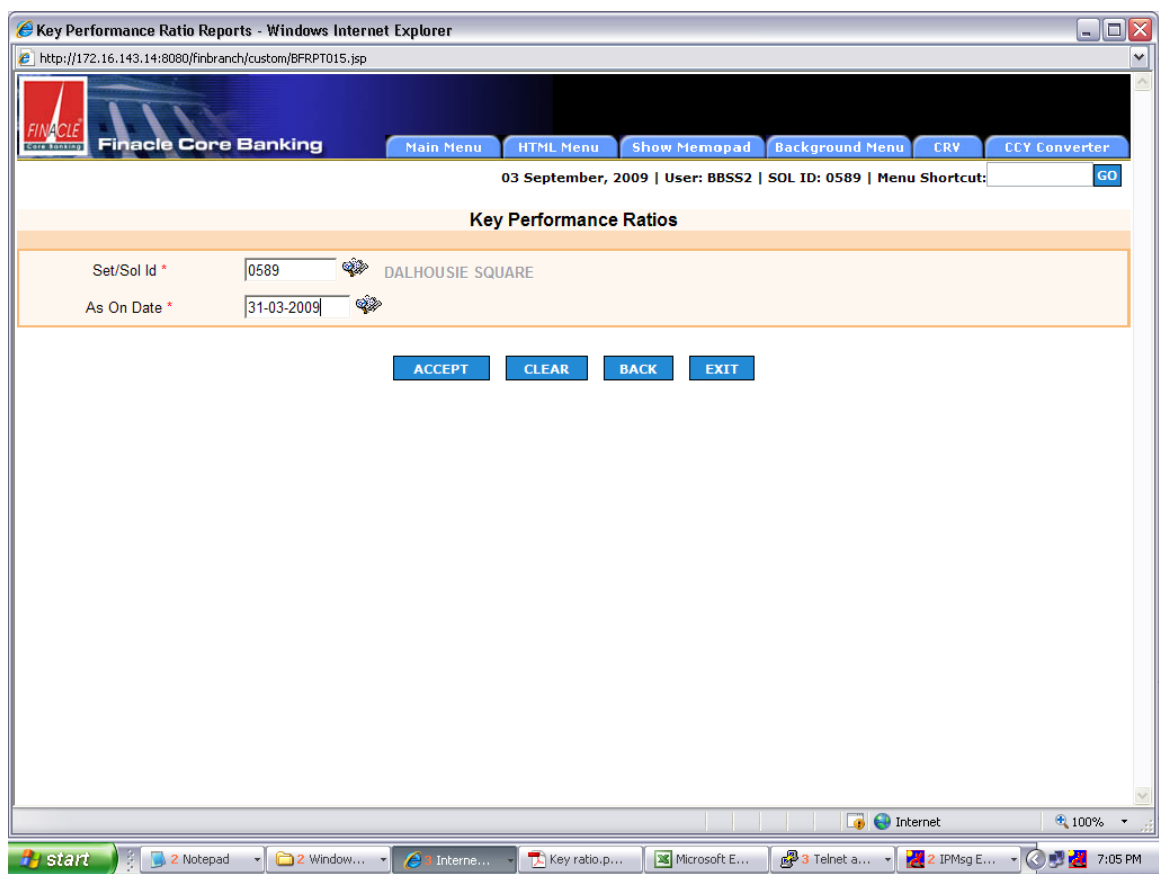 Key Performance Ratio Reports - Windows Internet Explorer
http://172.16.143.14:8080/finbranch/custom/BFRPT015.jsp
FINACLE
Core Banking
Finacle Core Banking
Main Menu HTML Menu Show Memopad Background Menu CRV CCY Converter
03 September, 2009 | User: BBSS2 | SOL ID: 0589 | Menu Shortcut: GO
Key Performance Ratios
Set/Sol Id * 0589 DALHOUSIE SQUARE
As On Date * 31-03-2009
ACCEPT CLEAR BACK EXIT
Internet 100%
start 2 Notepad 2 Window... 3 Interne... Key ratio.p... Microsoft E... 3 Telnet a... 2 IPMsg E... 7:05 PM